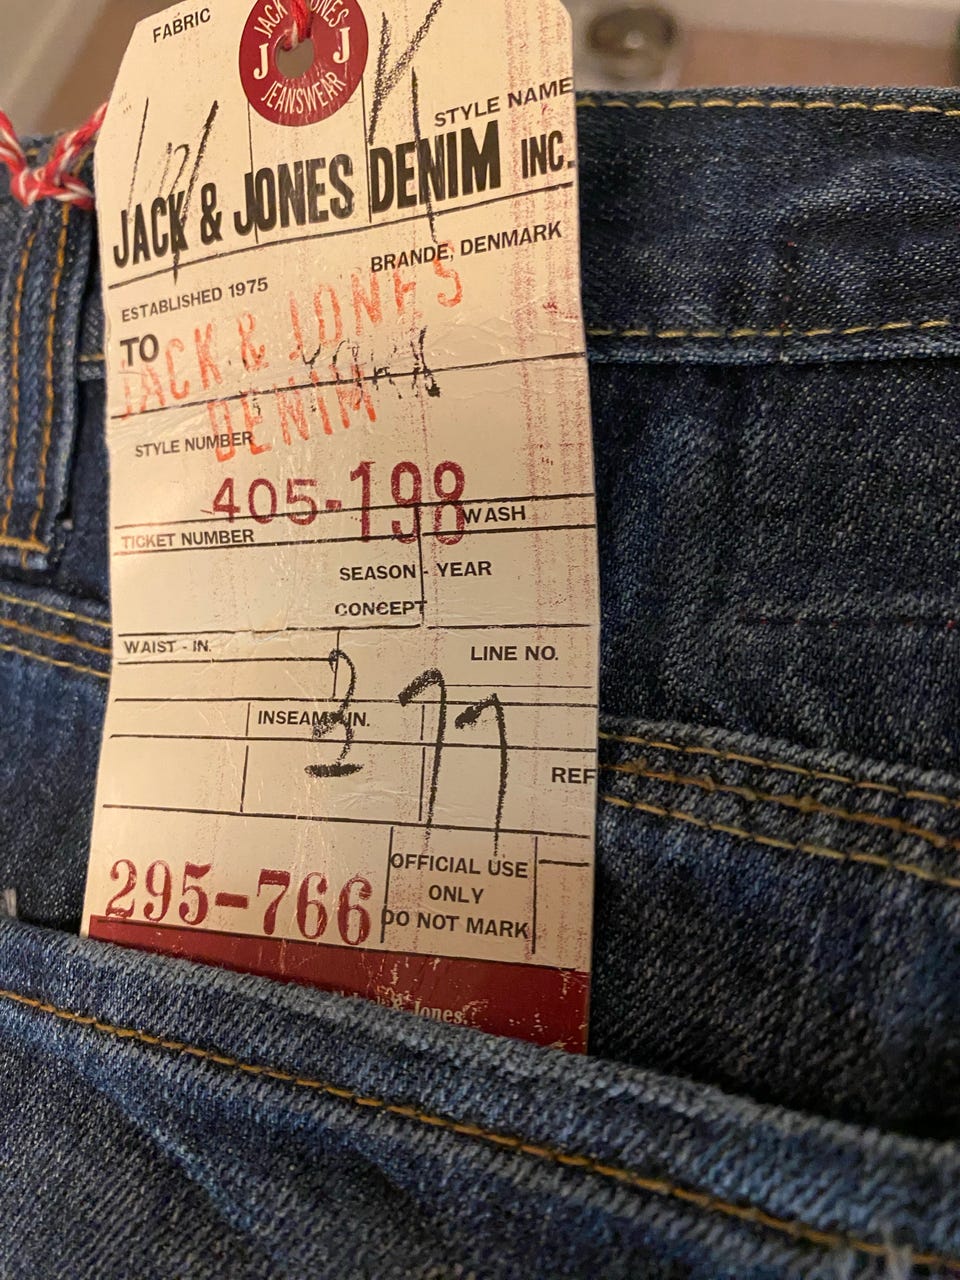 FABRIC
JACK & JONES
J J
JEANSWEAR
STYLE NAME
JACK & JONES DENIM INC.
BRANDE, DENMARK
ESTABLISHED 1975
TO
JACK & JONES
DENIM
STYLE NUMBER
405-198
WASH
TICKET NUMBER
SEASON - YEAR
CONCEPT
WAIST - IN.
LINE NO.
INSEAM - IN.
REF
295-766
OFFICIAL USE
ONLY
DO NOT MARK
& Jones,